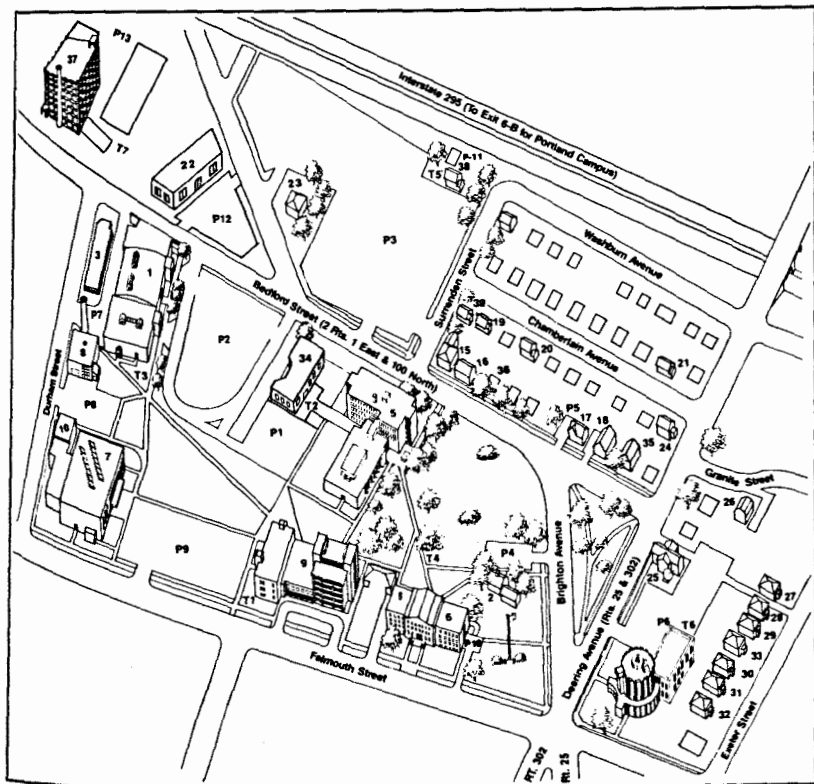 P13
37
Interstate 295 (To Exit 6-B for Portland Campus)
T7
22
P-11
38
T5
23
P12
P3
Washburn Avenue
Surrenden Street
3
1
Bedford Street (2 Rts. 1 East & 100 North)
Chamberlain Avenue
P7
P2
19
20
21
15
16
36
8
T3
34
T2
5
P5
17
18
35
24
Durham Street
P8
P1
10
7
Granite Street
26
P9
9
T4
P4
Brighton Avenue
T1
2
6
25
27
28
29
33
30
31
32
P6
T6
Deering Avenue (Rts. 25 & 302)
Falmouth Street
Exeter Street
RT. 302
Rt. 25